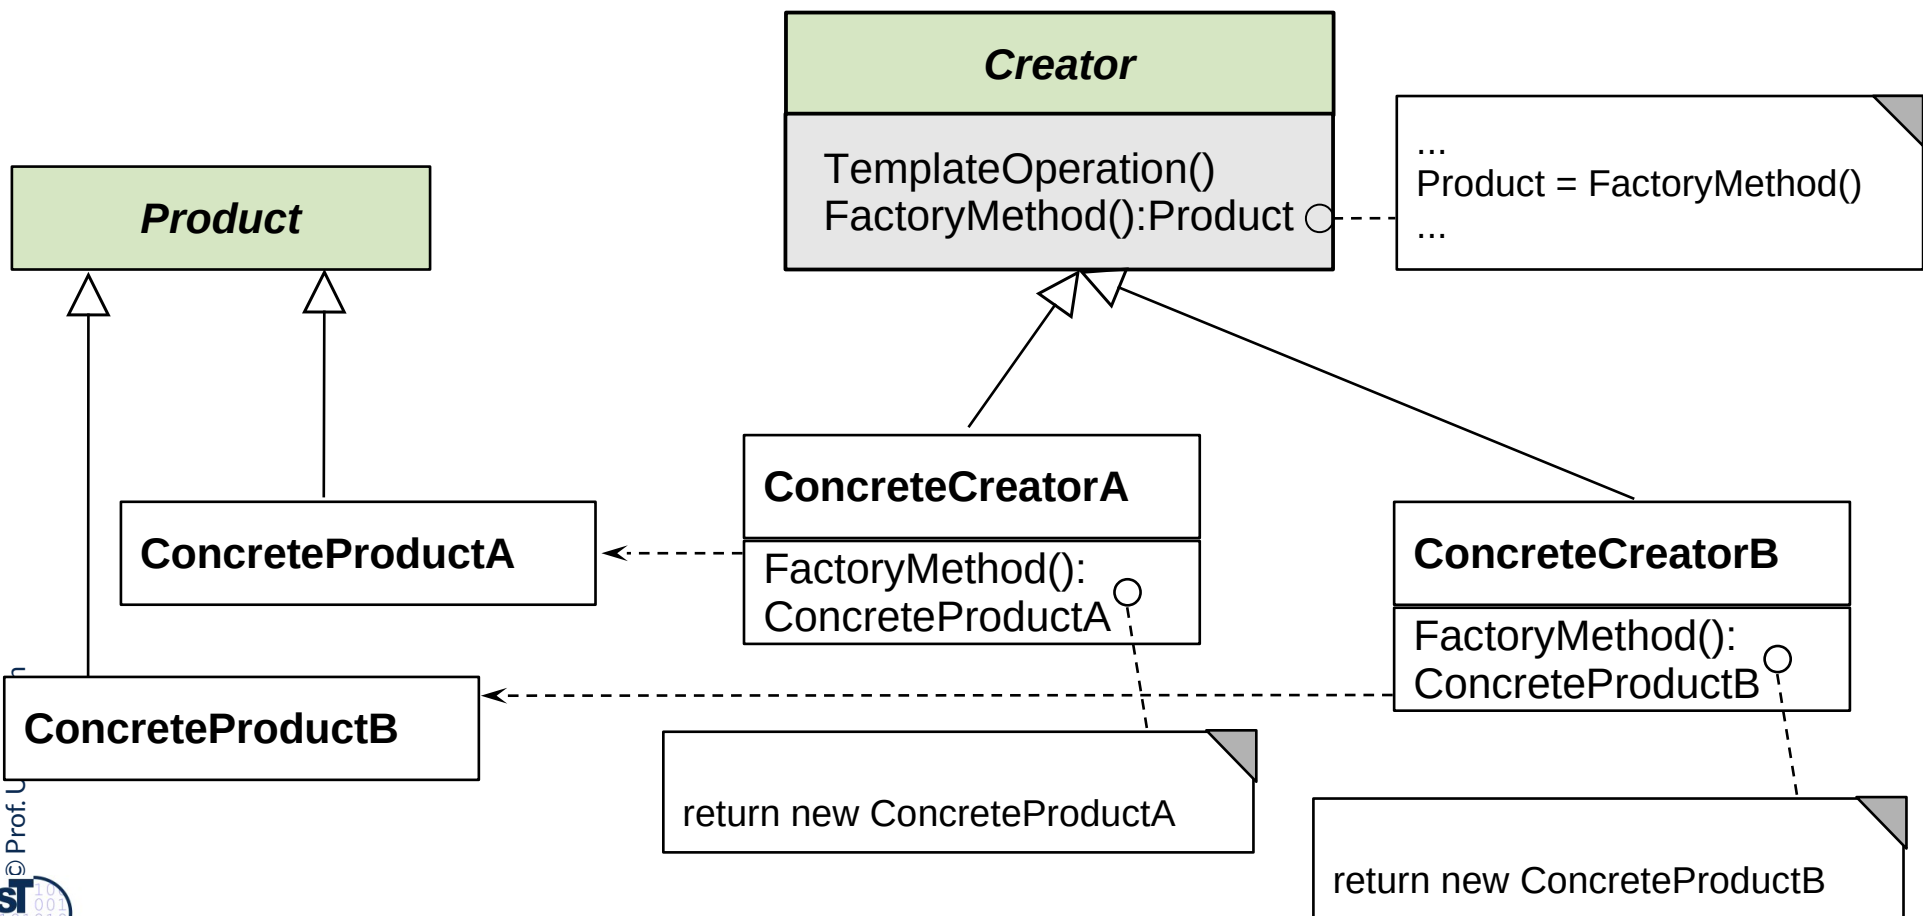 Creator
TemplateOperation()
FactoryMethod():Product
...
Product = FactoryMethod()
...
Product
ConcreteCreatorA
FactoryMethod():
ConcreteProductA
ConcreteProductA
ConcreteCreatorB
FactoryMethod():
ConcreteProductB
ConcreteProductB
return new ConcreteProductA
return new ConcreteProductB
© Prof.
ST